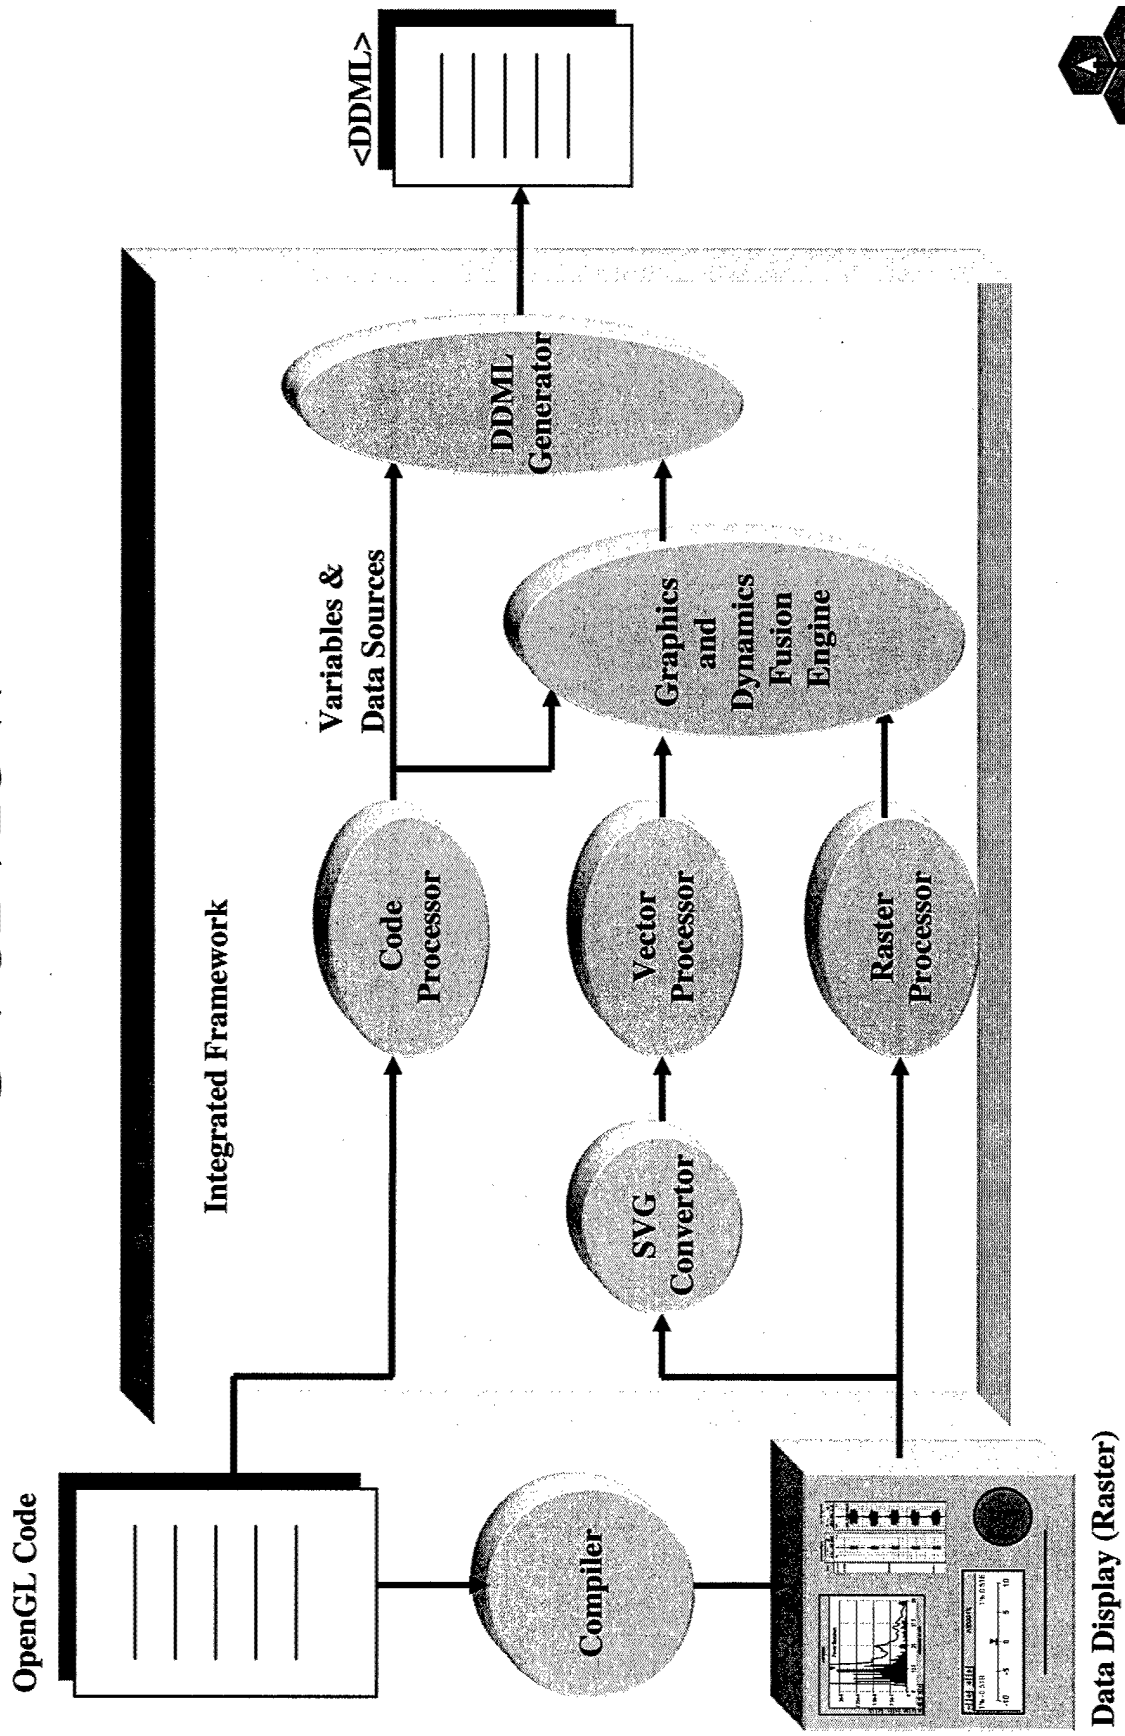 OpenGL Code
Compiler
Data Display (Raster)
Integrated Framework
Code
Processor
SVG
Convertor
Vector
Processor
Raster
Processor
Variables &
Data Sources
Graphics
and
Dynamics
Fusion
Engine
DDML
Generator
<DDML>
A